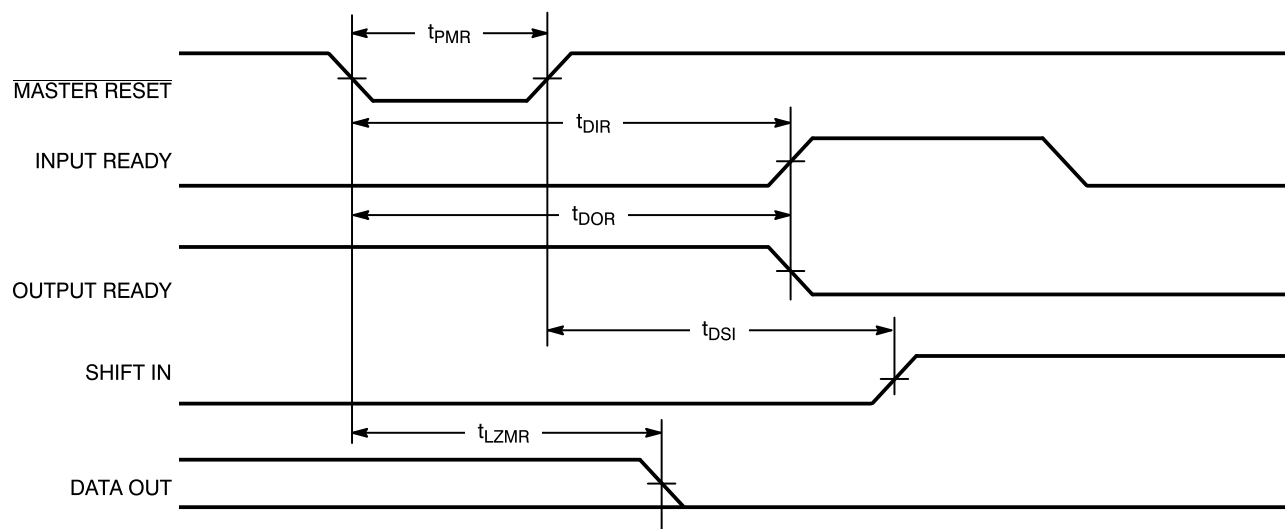 tPMR
MASTER RESET
tDIR
INPUT READY
tDOR
OUTPUT READY
tDSI
SHIFT IN
tLZMR
DATA OUT